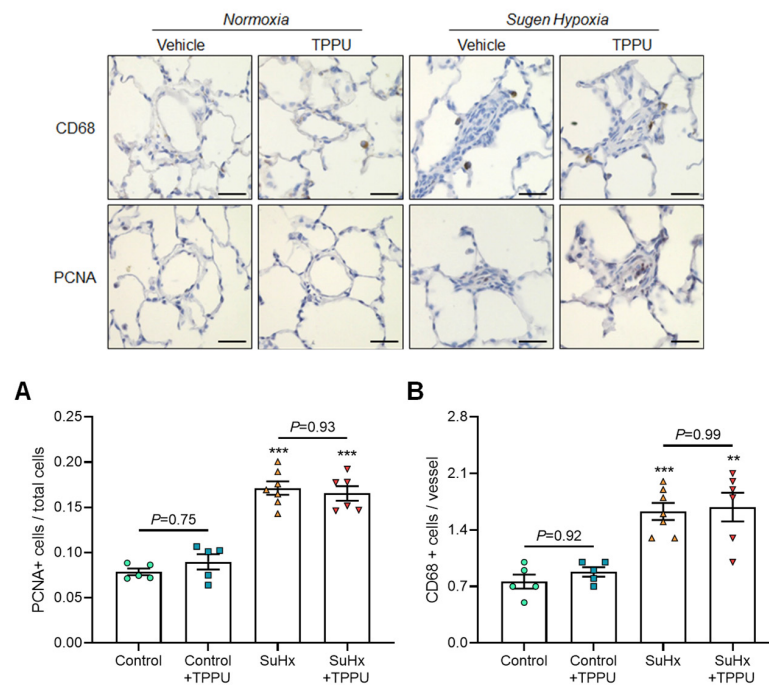 Normoxia
Sugen Hypoxia
Vehicle
TPPU
Vehicle
TPPU
CD68
PCNA
A
B
PCNA+ cells / total cells
0.25
0.20
0.15
0.10
0.05
0.00
P=0.75
P=0.93
***
***
Control
Control
+TPPU
SuHx
SuHx
+TPPU
CD68 + cells / vessel
2.8
2.1
1.4
0.7
0.0
P=0.92
P=0.99
***
**
Control
Control
+TPPU
SuHx
SuHx
+TPPU